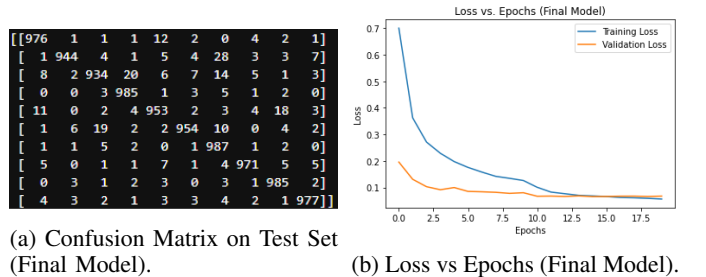 [[976 1 1 1 12 2 0 4 2 1]
[ 1 944 4 1 5 4 28 3 3 7]
[ 8 2 934 20 6 7 14 5 1 3]
[ 0 0 3 985 1 3 5 1 2 0]
[ 11 0 2 4 953 2 3 4 18 3]
[ 1 6 19 2 2 954 10 0 4 2]
[ 1 1 5 2 0 1 987 1 2 0]
[ 5 0 1 1 7 1 4 971 5 5]
[ 0 3 1 2 3 0 3 1 985 2]
[ 4 3 2 1 3 3 4 2 1 977]]
(a) Confusion Matrix on Test Set
(Final Model).
Loss vs. Epochs (Final Model)
Training Loss
Validation Loss
Loss
0.7
0.6
0.5
0.4
0.3
0.2
0.1
0.0 2.5 5.0 7.5 10.0 12.5 15.0 17.5
Epochs
(b) Loss vs Epochs (Final Model).